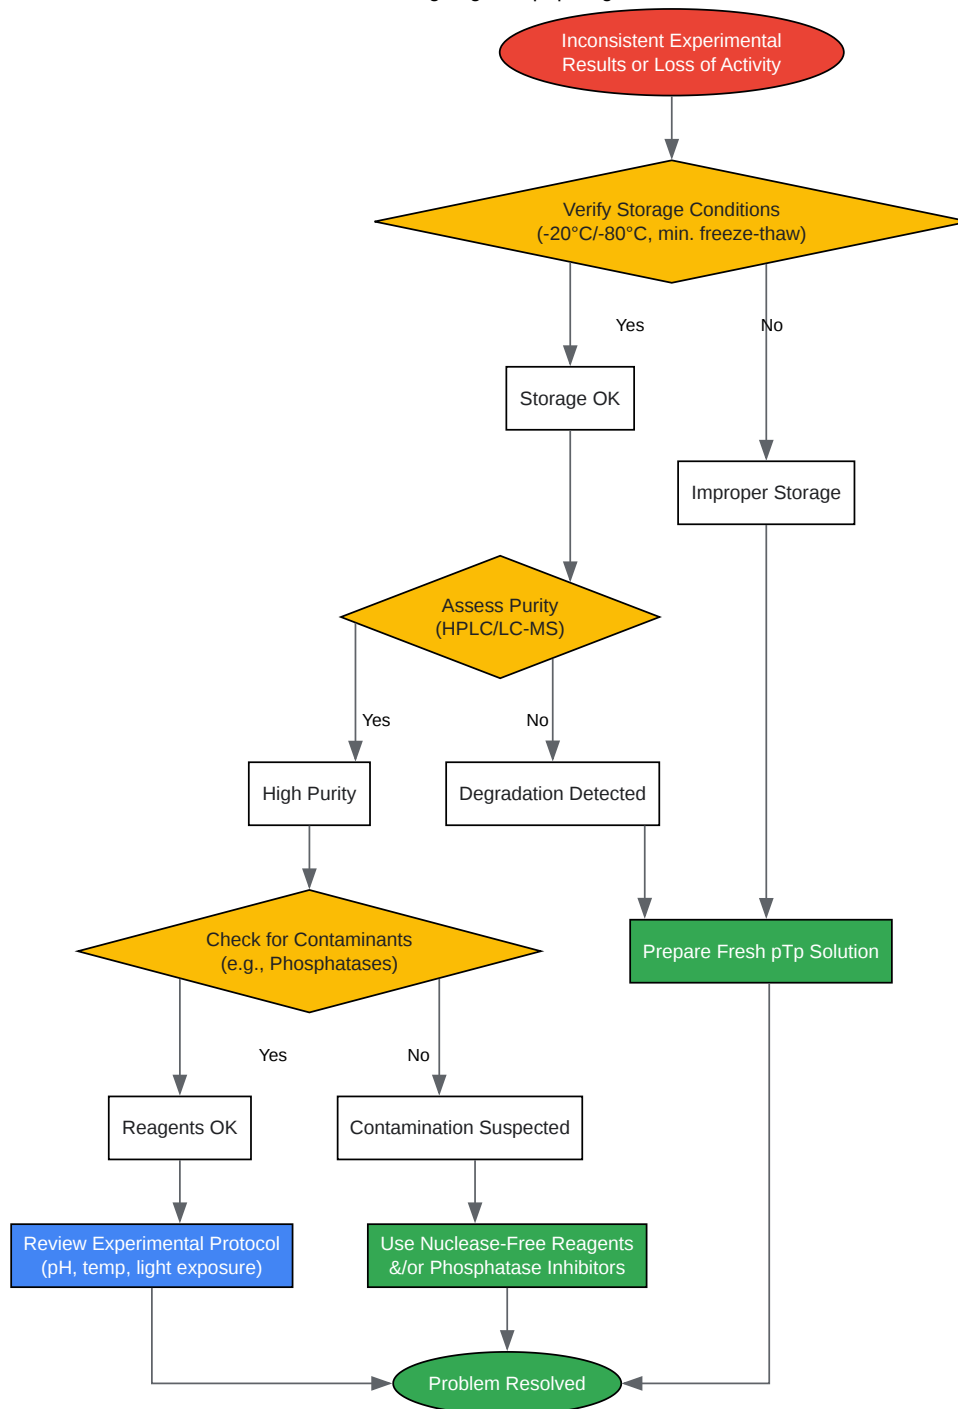 Inconsistent Experimental
Results or Loss of Activity
Verify Storage Conditions
(-20°C/-80°C, min. freeze-thaw)
Yes
No
Storage OK
Improper Storage
Assess Purity
(HPLC/LC-MS)
Yes
No
High Purity
Degradation Detected
Check for Contaminants
(e.g., Phosphatases)
Prepare Fresh pTp Solution
Yes
No
Reagents OK
Contamination Suspected
Review Experimental Protocol
(pH, temp, light exposure)
Use Nuclease-Free Reagents
&/or Phosphatase Inhibitors
Problem Resolved